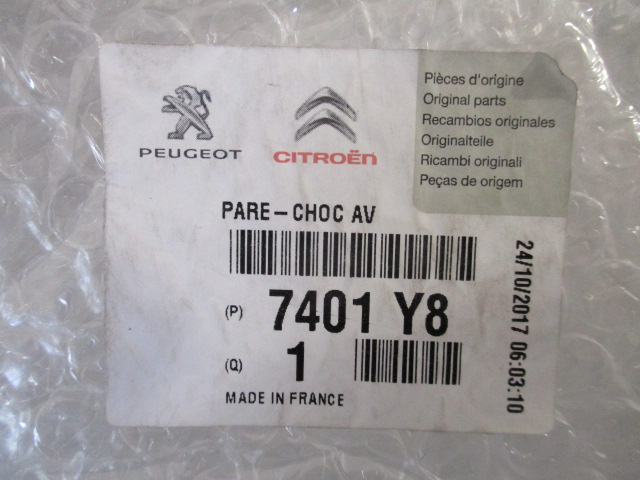 PEUGEOT
CITROËN
Pièces d'origine
Original parts
Recambios originales
Originalteile
Ricambi originali
Peças de origem
PARE-CHOC AV
(P) 7401 Y8
(Q) 1
MADE IN FRANCE
24/10/2017 06:03:10